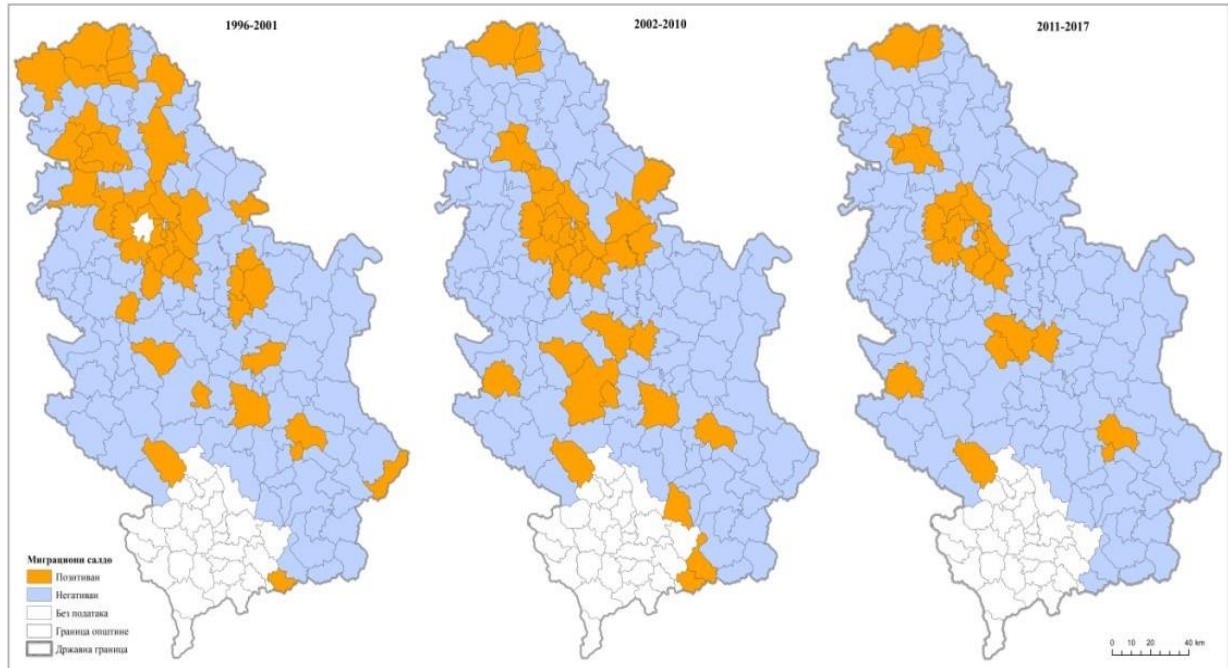 1996-2001
2002-2010
2011-2017
Миграциони салдо
Позитиван
Негативан
Без података
Граница општине
Државна граница
0 10 20 40 km